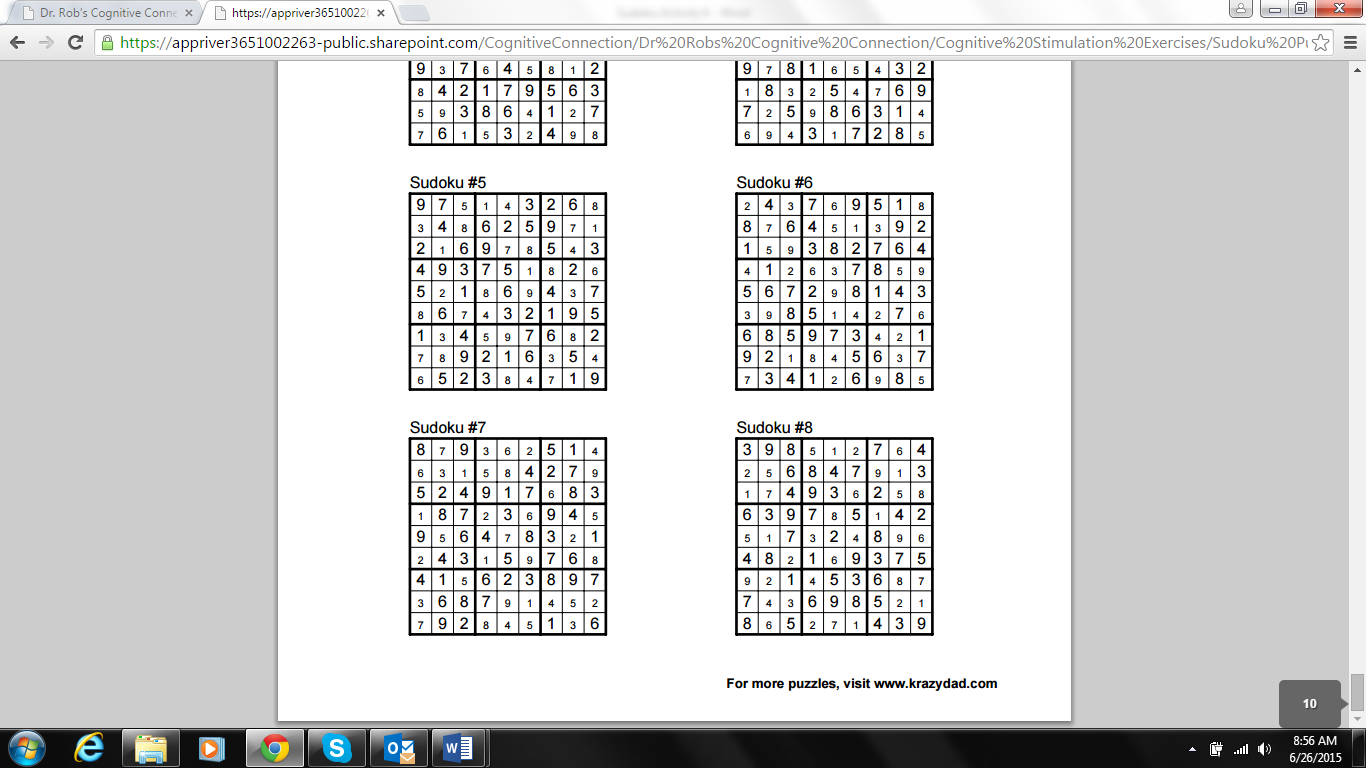 Dr. Rob's Cognitive Conne
https://appriver3651002263
https://appriver3651002263-public.sharepoint.com/CognitiveConnection/Dr%20Robs%20Cognitive%20Connection/Cognitive%20Stimulation%20Exercises/Sudoku%20Pu
9 3 7 6 4 5 8 1 2
8 4 2 1 7 9 5 6 3
5 9 3 8 6 4 1 2 7
7 6 1 5 3 2 4 9 8
9 7 8 1 6 5 4 3 2
1 8 3 2 5 4 7 6 9
7 2 5 9 8 6 3 1 4
6 9 4 3 1 7 2 8 5
Sudoku #5
9 7 5 1 4 3 2 6 8
3 4 8 6 2 5 9 7 1
2 1 6 9 7 8 5 4 3
4 9 3 7 5 1 8 2 6
5 2 1 8 6 9 4 3 7
8 6 7 4 3 2 1 9 5
1 3 4 5 9 7 6 8 2
7 8 9 2 1 6 3 5 4
6 5 2 3 8 4 7 1 9
Sudoku #6
2 4 3 7 6 9 5 1 8
8 7 6 4 5 1 3 9 2
1 5 9 3 8 2 7 6 4
4 1 2 6 3 7 8 5 9
5 6 7 2 9 8 1 4 3
3 9 8 5 1 4 2 7 6
6 8 5 9 7 3 4 2 1
9 2 1 8 4 5 6 3 7
7 3 4 1 2 6 9 8 5
Sudoku #7
8 7 9 3 6 2 5 1 4
6 3 1 5 8 4 2 7 9
5 2 4 9 1 7 6 8 3
1 8 7 2 3 6 9 4 5
9 5 6 4 7 8 3 2 1
2 4 3 1 5 9 7 6 8
4 1 5 6 2 3 8 9 7
3 6 8 7 9 1 4 5 2
7 9 2 8 4 5 1 3 6
Sudoku #8
3 9 8 5 1 2 7 6 4
2 5 6 8 4 7 9 1 3
1 7 4 9 3 6 2 5 8
6 3 9 7 8 5 1 4 2
5 1 7 3 2 4 8 9 6
4 8 2 1 6 9 3 7 5
9 2 1 4 5 3 6 8 7
7 4 3 6 9 8 5 2 1
8 6 5 2 7 1 4 3 9
For more puzzles, visit www.krazydad.com
10
8:56 AM
6/26/2015